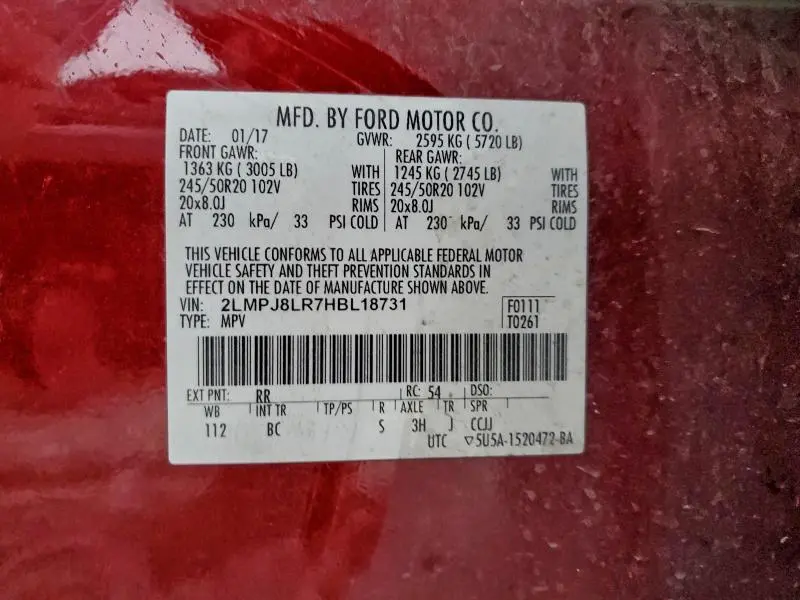 MFD. BY FORD MOTOR CO.
DATE: 01/17 GVWR: 2595 KG ( 5720 LB)
FRONT GAWR: REAR GAWR:
1363 KG ( 3005 LB) WITH 1245 KG ( 2745 LB) WITH
245/50R20 102V TIRES 245/50R20 102V TIRES
20x8.0J RIMS 20x8.0J RIMS
AT 230 kPa/ 33 PSI COLD AT 230 kPa/ 33 PSI COLD
THIS VEHICLE CONFORMS TO ALL APPLICABLE FEDERAL MOTOR
VEHICLE SAFETY AND THEFT PREVENTION STANDARDS IN
EFFECT ON THE DATE OF MANUFACTURE SHOWN ABOVE.
VIN: 2LMPJ8LR7HBL18731 F0111
TYPE: MPV T0261
EXT PNT: RR RC: 54 DSO:
WB INT TR TP/PS R AXLE TR SPR
112 BC S 3H J CCJJ
UTC ▽5U5A-1520472-BA